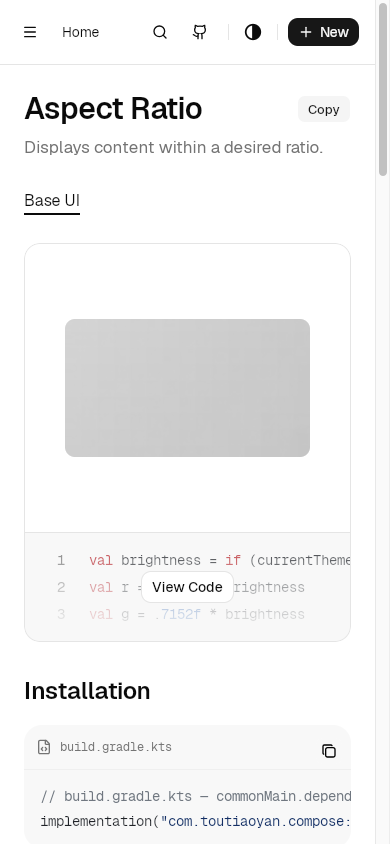 Home
New
Aspect Ratio
Copy
Displays content within a desired ratio.
Base UI
1 val brightness = if (currentTheme
2 val r = rightness
View Code
3 val g = .7152f * brightness
Installation
build.gradle.kts
// build.gradle.kts — commonMain.depend
implementation("com.toutiaoyan.compose: